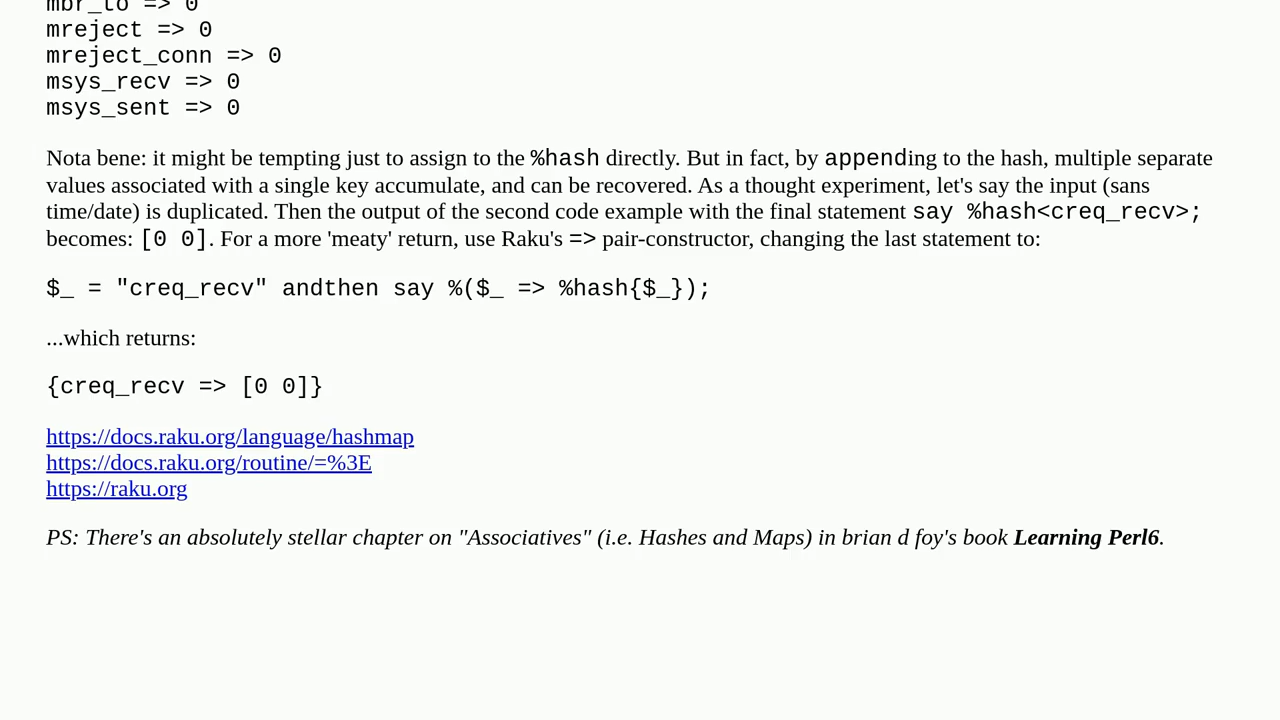 mbr_to => 0
mreject => 0
mreject_conn => 0
msys_recv => 0
msys_sent => 0
Nota bene: it might be tempting just to assign to the %hash directly. But in fact, by appending to the hash, multiple separate
values associated with a single key accumulate, and can be recovered. As a thought experiment, let's say the input (sans
time/date) is duplicated. Then the output of the second code example with the final statement say %hash<creq_recv>;
becomes: [0 0]. For a more 'meaty' return, use Raku's => pair-constructor, changing the last statement to:
$_ = "creq_recv" andthen say %($_ => %hash{$_});
...which returns:
{creq_recv => [0 0]}
https://docs.raku.org/language/hashmap
https://docs.raku.org/routine/=%3E
https://raku.org
PS: There's an absolutely stellar chapter on "Associatives" (i.e. Hashes and Maps) in brian d foy's book Learning Perl6.